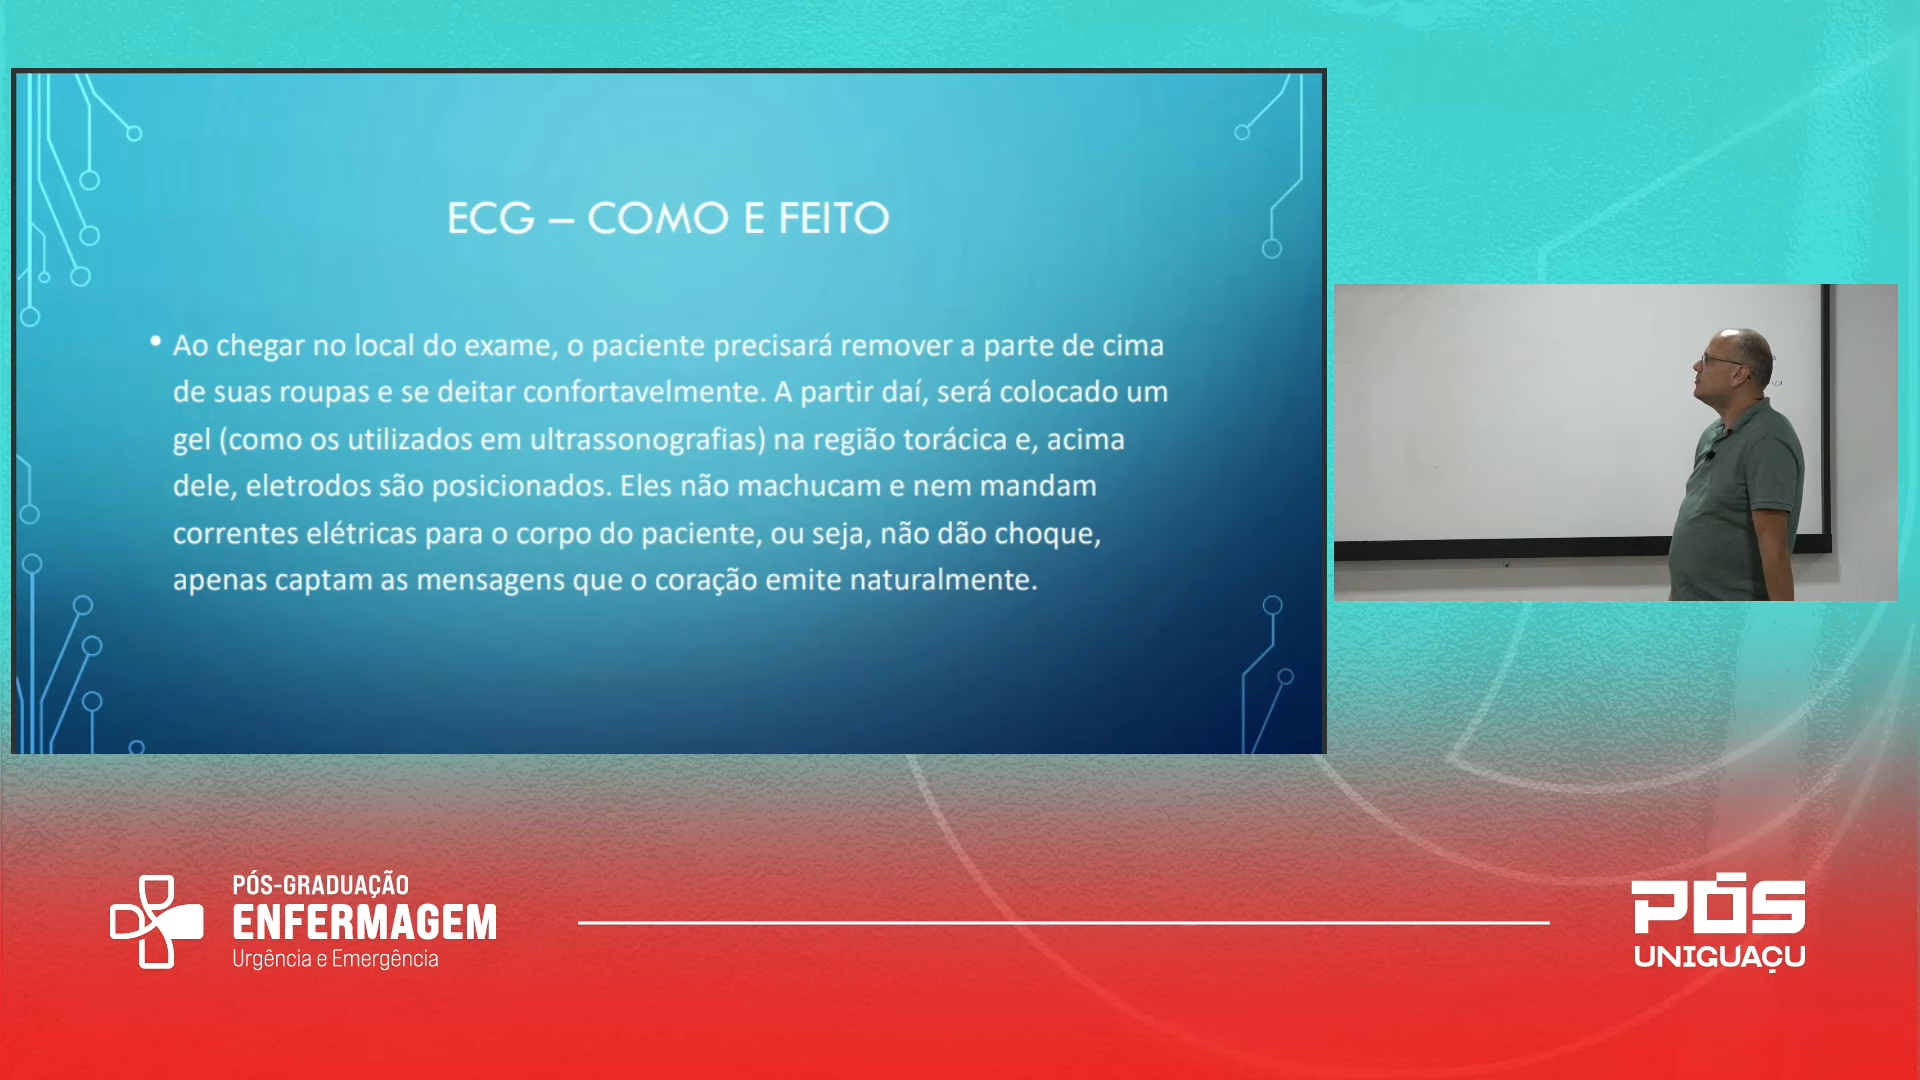 ECG – COMO E FEITO
• Ao chegar no local do exame, o paciente precisará remover a parte de cima
de suas roupas e se deitar confortavelmente. A partir daí, será colocado um
gel (como os utilizados em ultrassonografias) na região torácica e, acima
dele, eletrodos são posicionados. Eles não machucam e nem mandam
correntes elétricas para o corpo do paciente, ou seja, não dão choque,
apenas captam as mensagens que o coração emite naturalmente.
PÓS-GRADUAÇÃO
ENFERMAGEM
Urgência e Emergência
PÓS
UNIGUAÇU